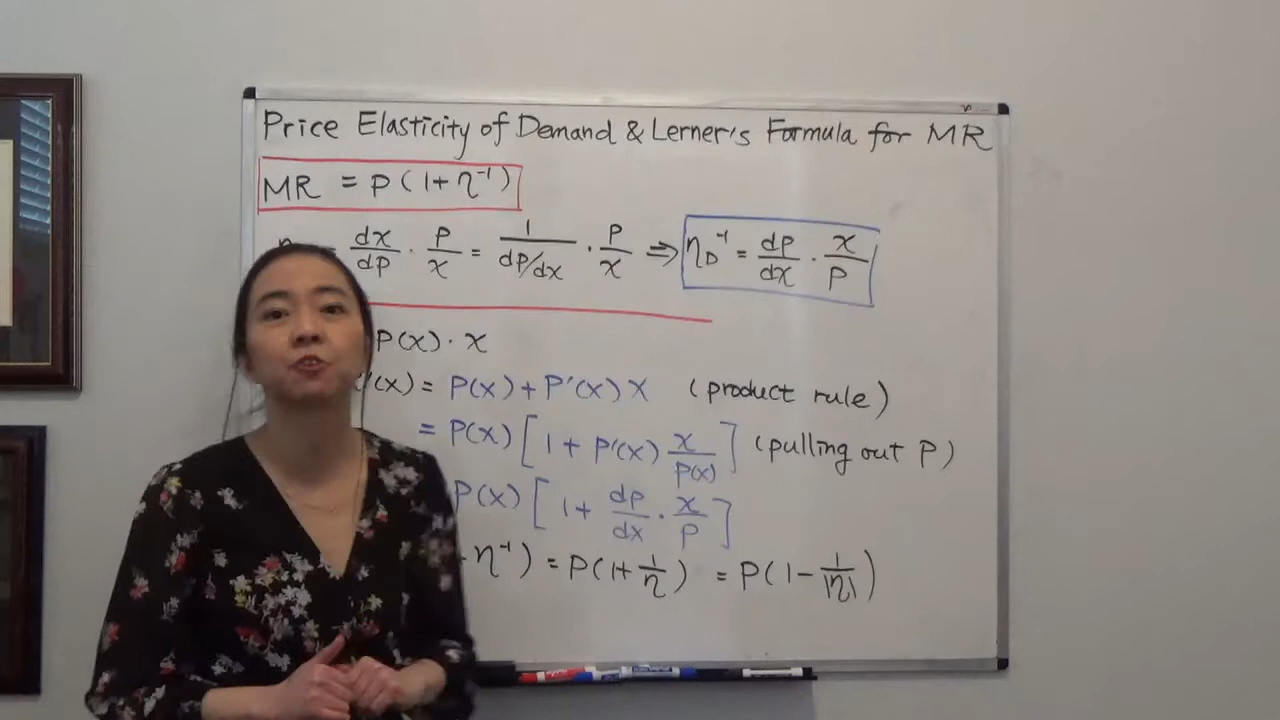 Price Elasticity of Demand & Lerner's Formula for MR
MR = P(1+η⁻¹)
dx/dp · P/x = 1/(dp/dx) · P/x ⇒ η_D⁻¹ = dp/dx · x/P
P(x) · x
'(x) = P(x) + P'(x) X (product rule)
= P(x) [1 + P'(x) x/P(x)] (pulling out P)
P(x) [1 + dp/dx · x/P]
η⁻¹) = P(1+1/η) = P(1-1/|η|)